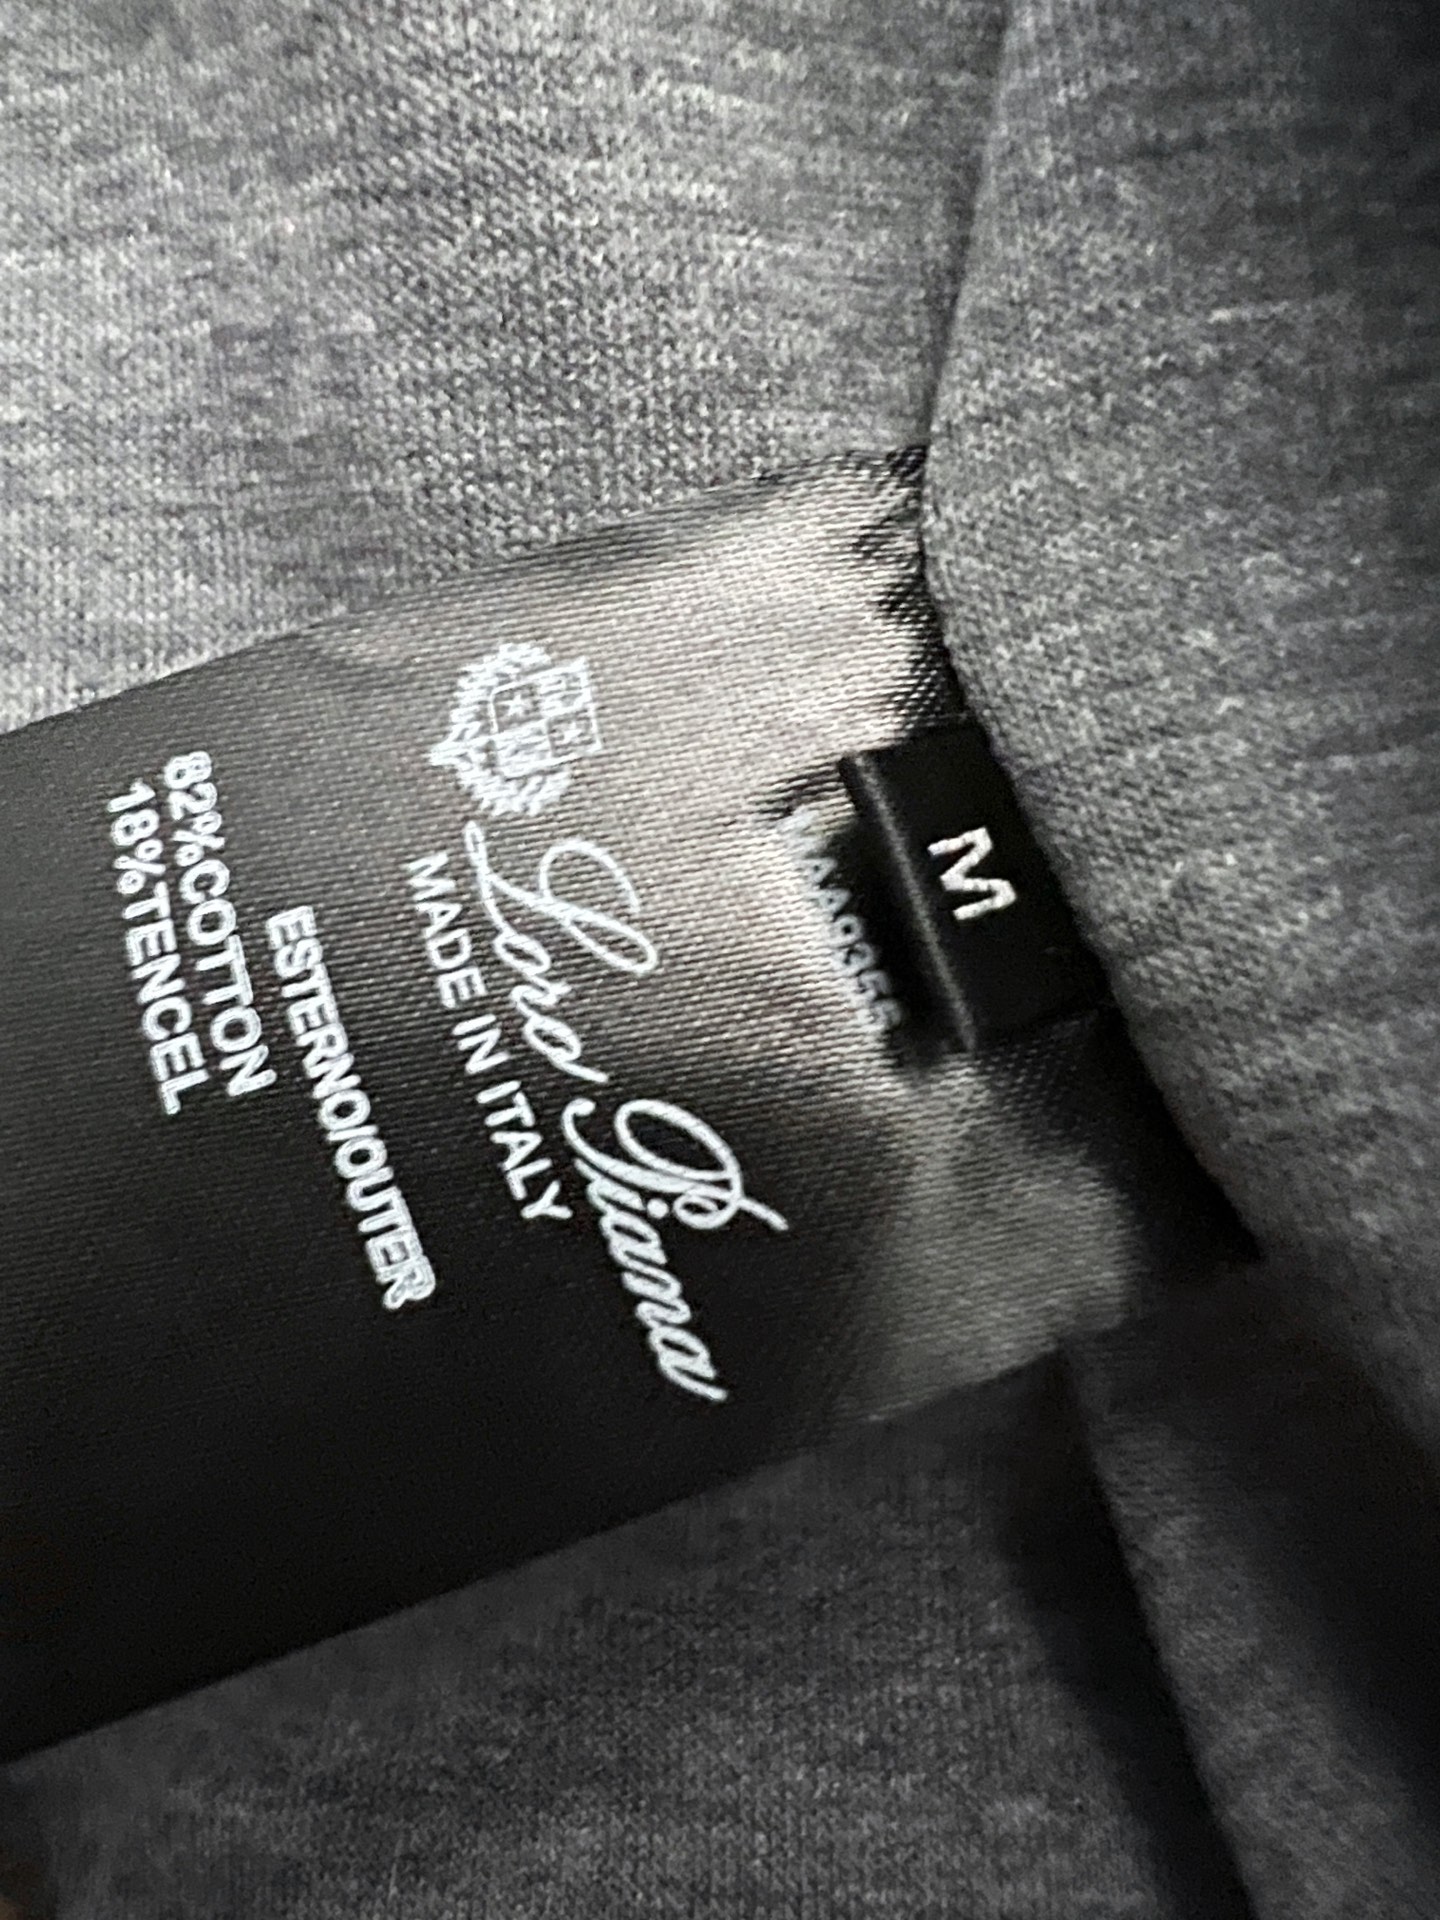 M
Loro Piana
MADE IN ITALY
ESTERNO/OUTER
82%COTTON
18%TENCEL